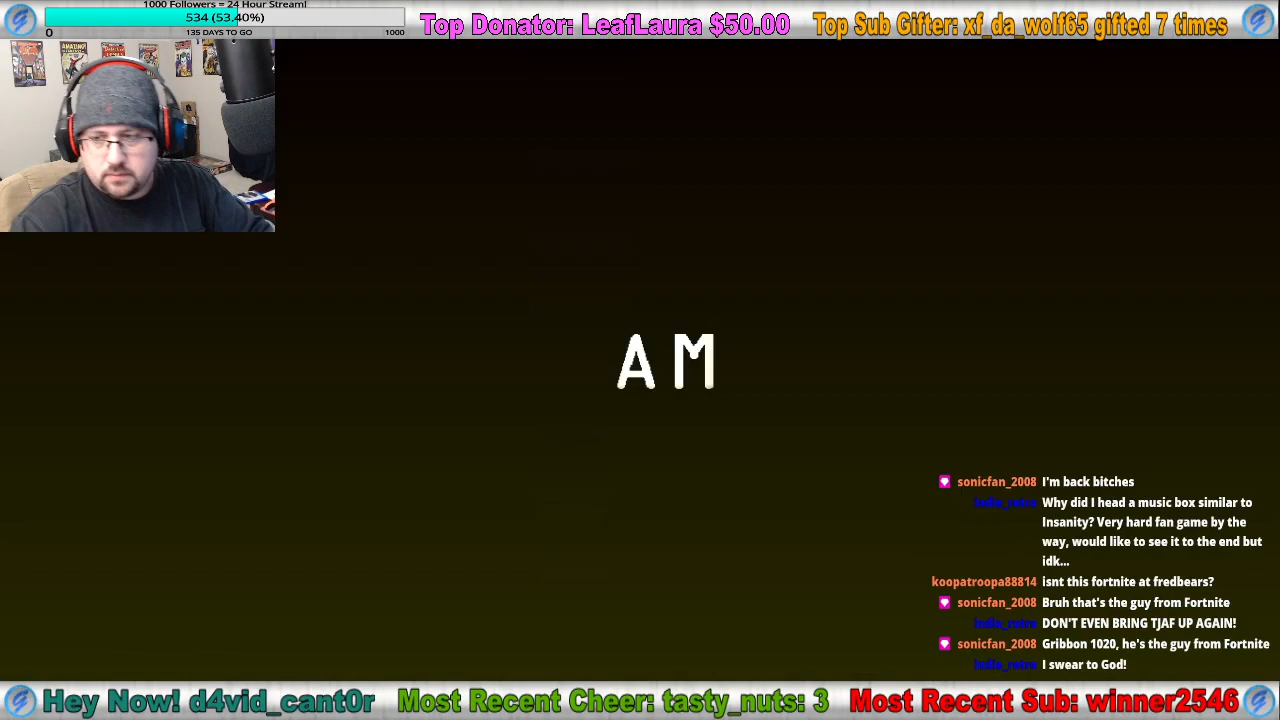 1000 Followers = 24 Hour Stream!
534 (53.40%)
0 135 DAYS TO GO 1000
Top Donator: LeafLaura $50.00
Top Sub Gifter: xf_da_wolf65 gifted 7 times
AM
sonicfan_2008 I'm back bitches
indie_retro Why did I head a music box similar to
Insanity? Very hard fan game by the
way, would like to see it to the end but
idk...
koopatroopa88814 isnt this fortnite at fredbears?
sonicfan_2008 Bruh that's the guy from Fortnite
indie_retro DON'T EVEN BRING TJAF UP AGAIN!
sonicfan_2008 Gribbon 1020, he's the guy from Fortnite
indie_retro I swear to God!
Hey Now! d4vid_cant0r
Most Recent Cheer: tasty_nuts: 3
Most Recent Sub: winner2546